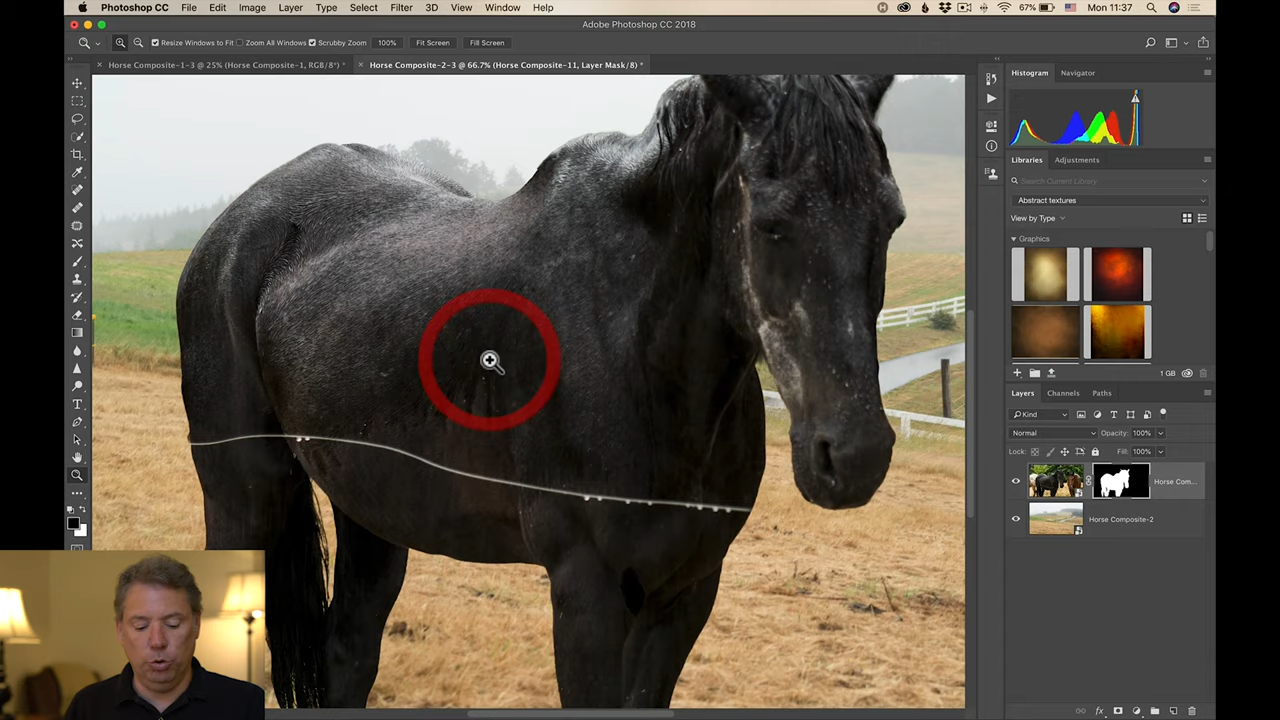 Photoshop CC File Edit Image Layer Type Select Filter 3D View Window Help 67% Mon 11:37
Adobe Photoshop CC 2018
Resize Windows to Fit Zoom All Windows Scrubby Zoom 100% Fit Screen Fill Screen
Horse Composite-1-3 @ 25% (Horse Composite-1, RGB/8*) *
Horse Composite-2-3 @ 66.7% (Horse Composite-11, Layer Mask/8) *
Histogram Navigator
Libraries Adjustments
Search Current Library
Abstract textures
View by Type
Graphics
1 GB
Layers Channels Paths
Kind
Normal Opacity: 100%
Lock: Fill: 100%
Horse Com...
Horse Composite-2